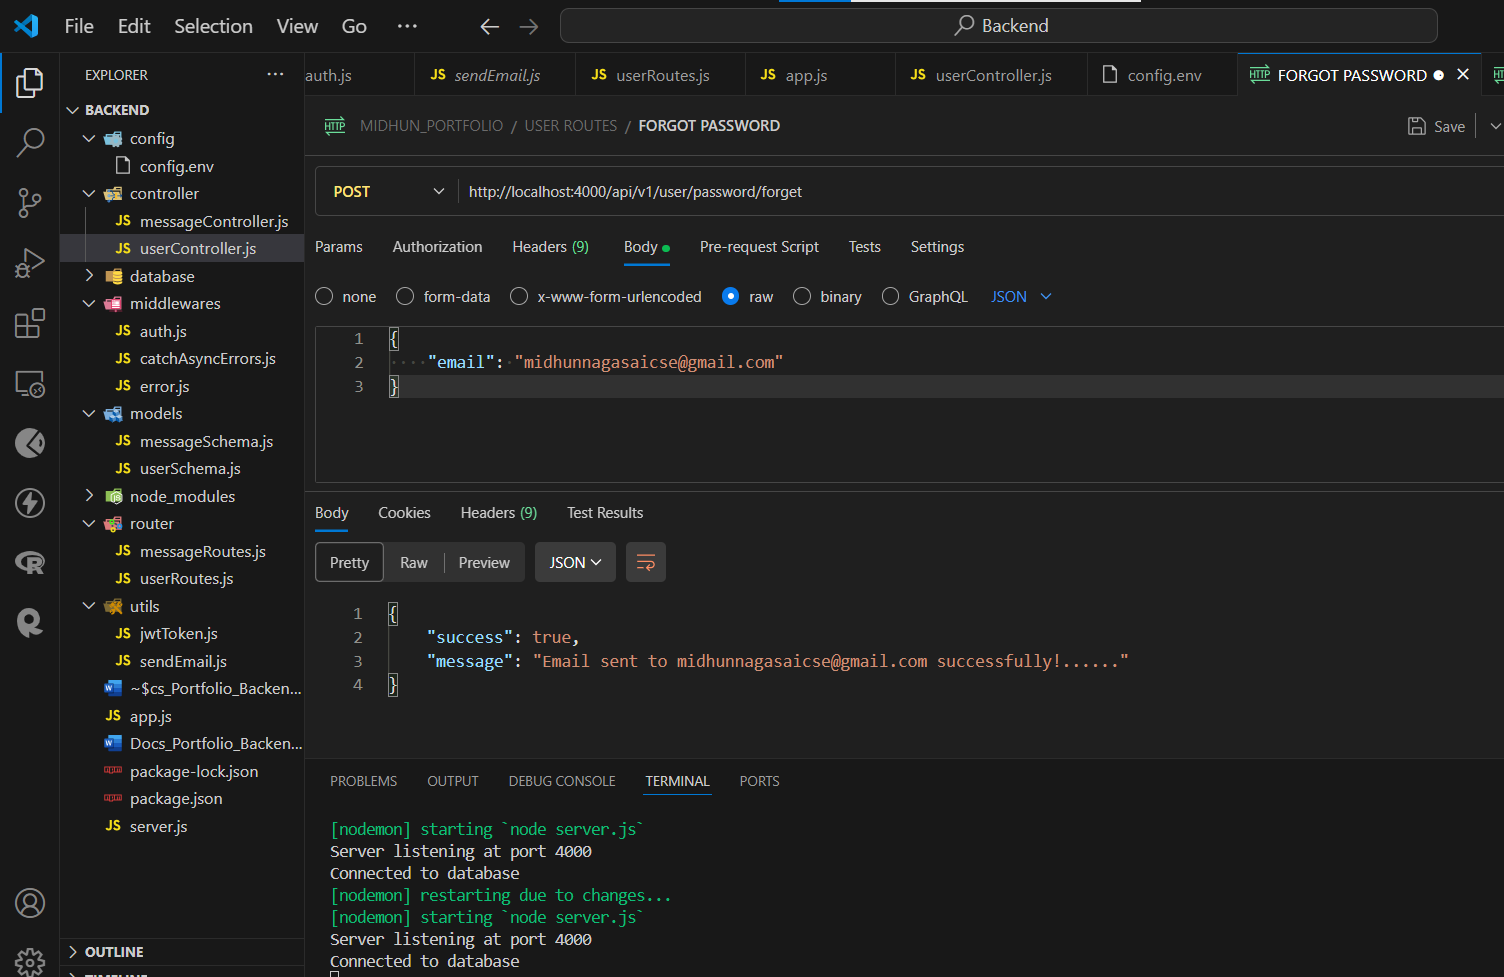 File Edit Selection View Go ···
Backend
EXPLORER ···
auth.js
JS sendEmail.js
JS userRoutes.js
JS app.js
JS userController.js
config.env
HTTP FORGOT PASSWORD
BACKEND
config
config.env
controller
JS messageController.js
JS userController.js
database
middlewares
JS auth.js
JS catchAsyncErrors.js
JS error.js
models
JS messageSchema.js
JS userSchema.js
node_modules
router
JS messageRoutes.js
JS userRoutes.js
utils
JS jwtToken.js
JS sendEmail.js
~$cs_Portfolio_Backen...
JS app.js
Docs_Portfolio_Backen...
package-lock.json
package.json
JS server.js
OUTLINE
TIMELINE
HTTP MIDHUN_PORTFOLIO / USER ROUTES / FORGOT PASSWORD
Save
POST http://localhost:4000/api/v1/user/password/forget
Params Authorization Headers (9) Body Pre-request Script Tests Settings
none form-data x-www-form-urlencoded raw binary GraphQL JSON
1 {
2 ····"email":·"midhunnagasaicse@gmail.com"
3 }
Body Cookies Headers (9) Test Results
Pretty Raw Preview JSON
1 {
2 "success": true,
3 "message": "Email sent to midhunnagasaicse@gmail.com successfully!......"
4 }
PROBLEMS OUTPUT DEBUG CONSOLE TERMINAL PORTS
[nodemon] starting `node server.js`
Server listening at port 4000
Connected to database
[nodemon] restarting due to changes...
[nodemon] starting `node server.js`
Server listening at port 4000
Connected to database